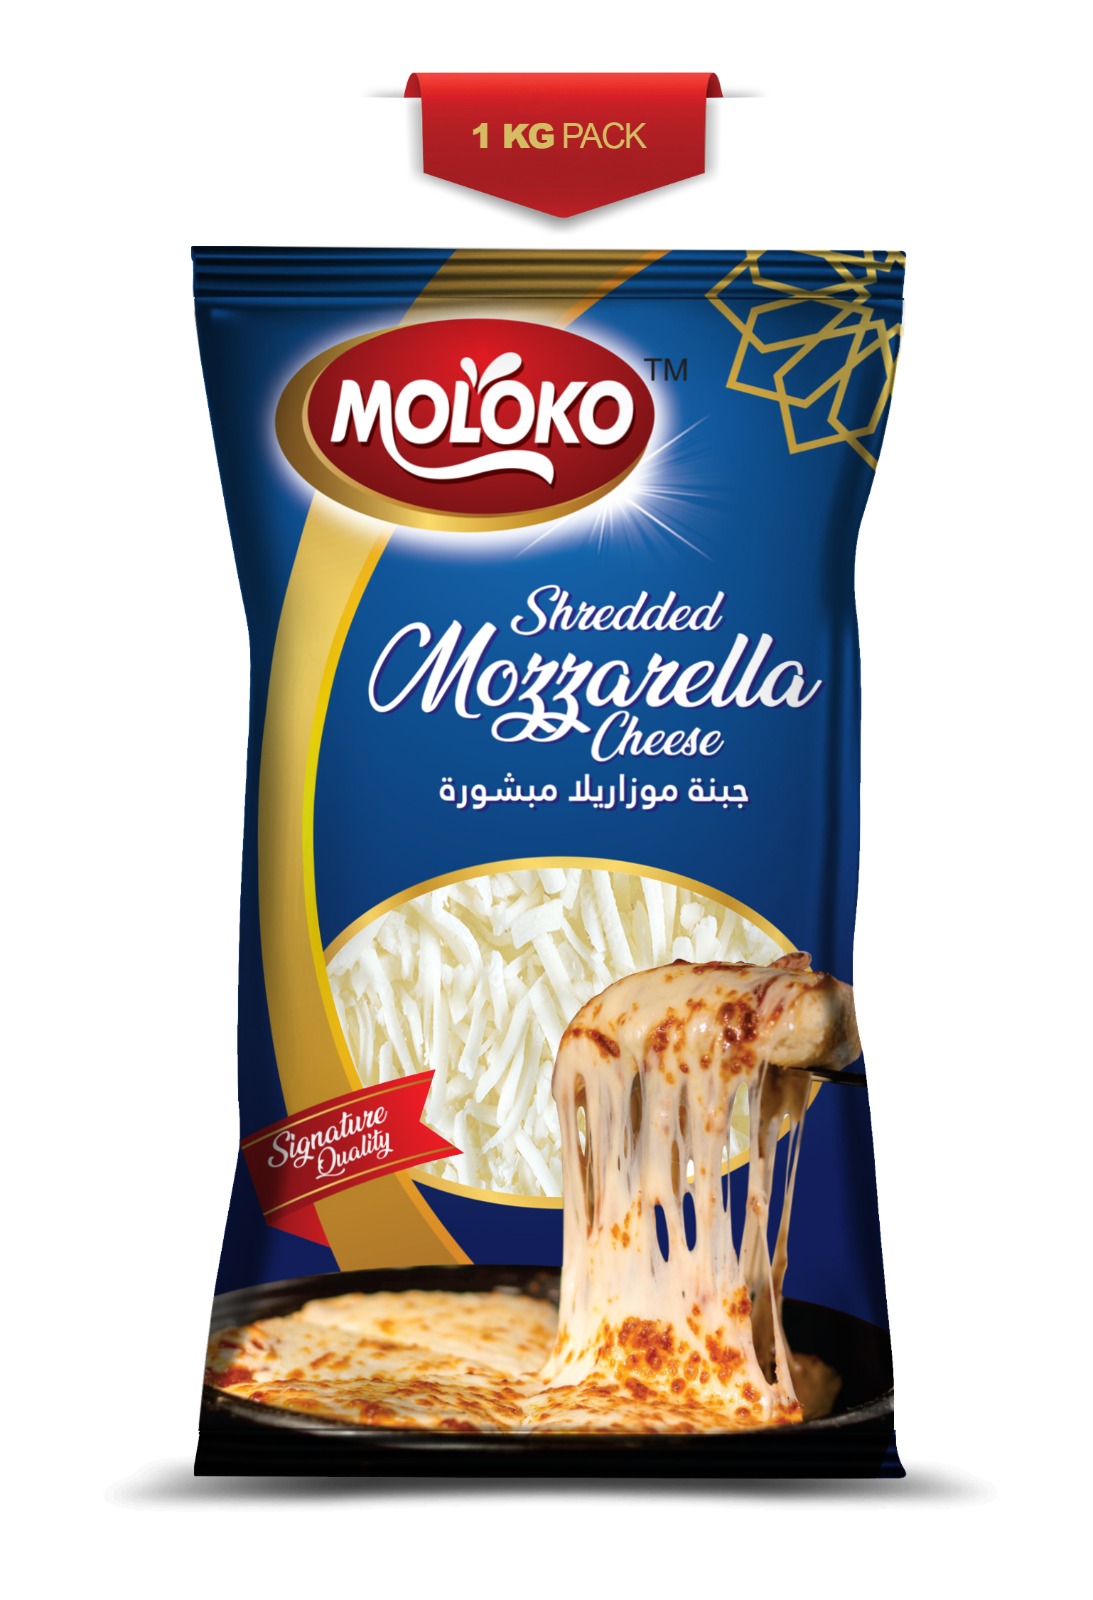 1 KG PACK
MOLOKO TM
Shredded
Mozzarella
Cheese
جبنة موزاريلا مبشورة
Signature
Quality